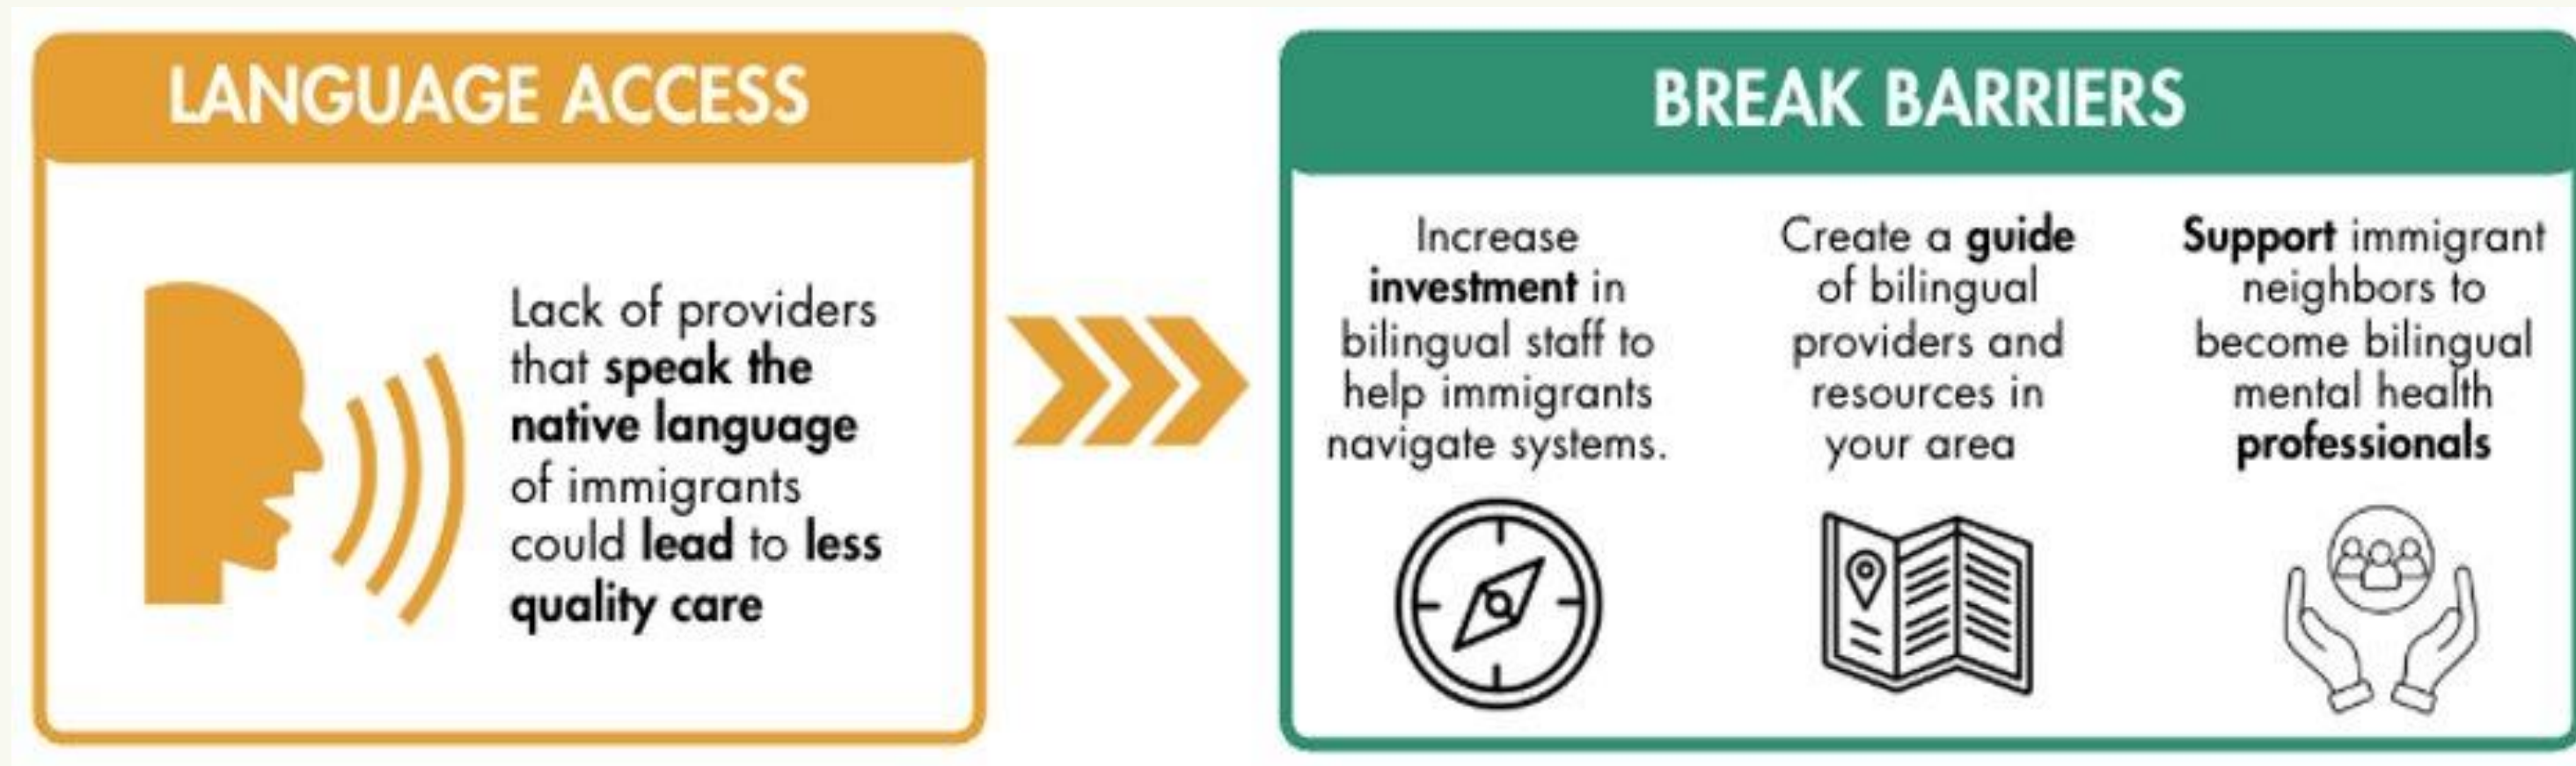 LANGUAGE ACCESS
Lack of providers
that speak the
native language
of immigrants
could lead to less
quality care
BREAK BARRIERS
Increase
investment in
bilingual staff to
help immigrants
navigate systems.
Create a guide
of bilingual
providers and
resources in
your area
Support immigrant
neighbors to
become bilingual
mental health
professionals